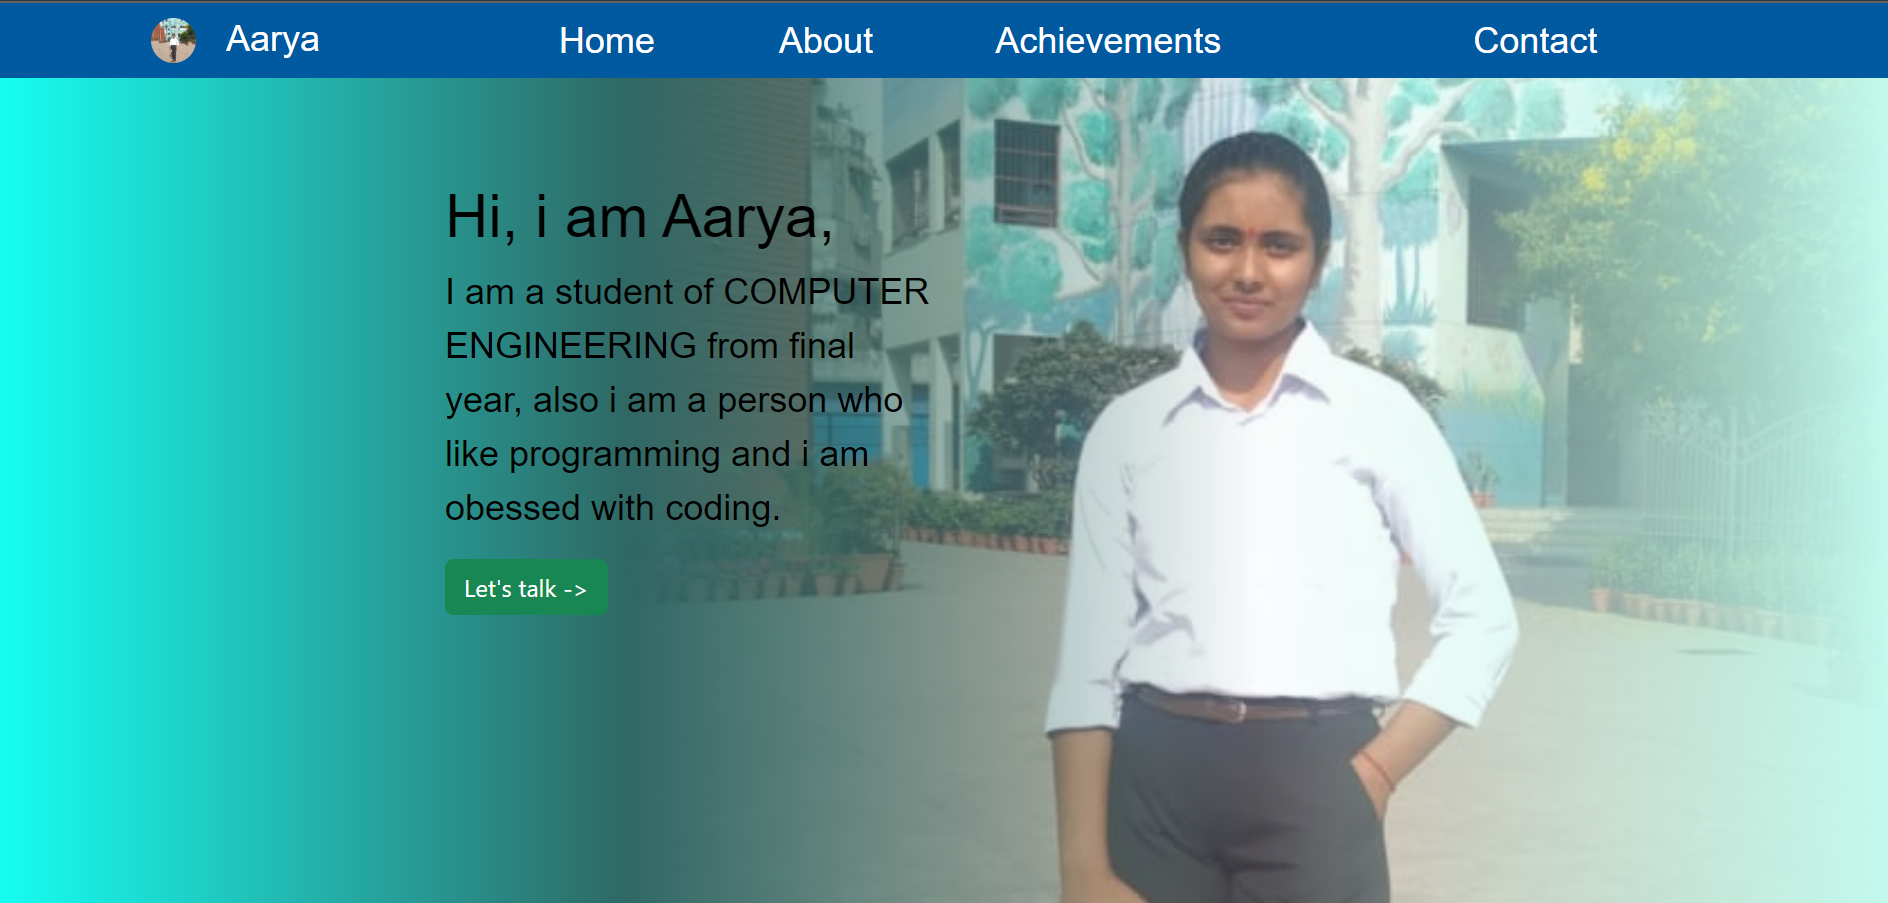 Aarya Home About Achievements Contact
Hi, i am Aarya,
I am a student of COMPUTER
ENGINEERING from final
year, also i am a person who
like programming and i am
obessed with coding.
Let's talk ->